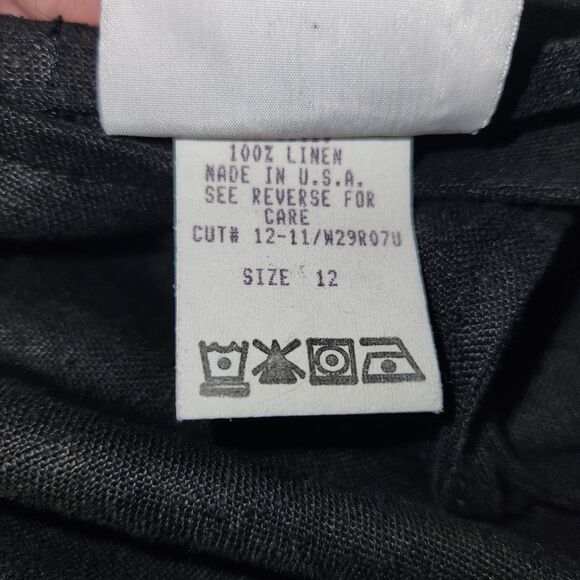 100% LINEN
MADE IN U.S.A.
SEE REVERSE FOR
CARE
CUT# 12-11/W29R07U
SIZE 12